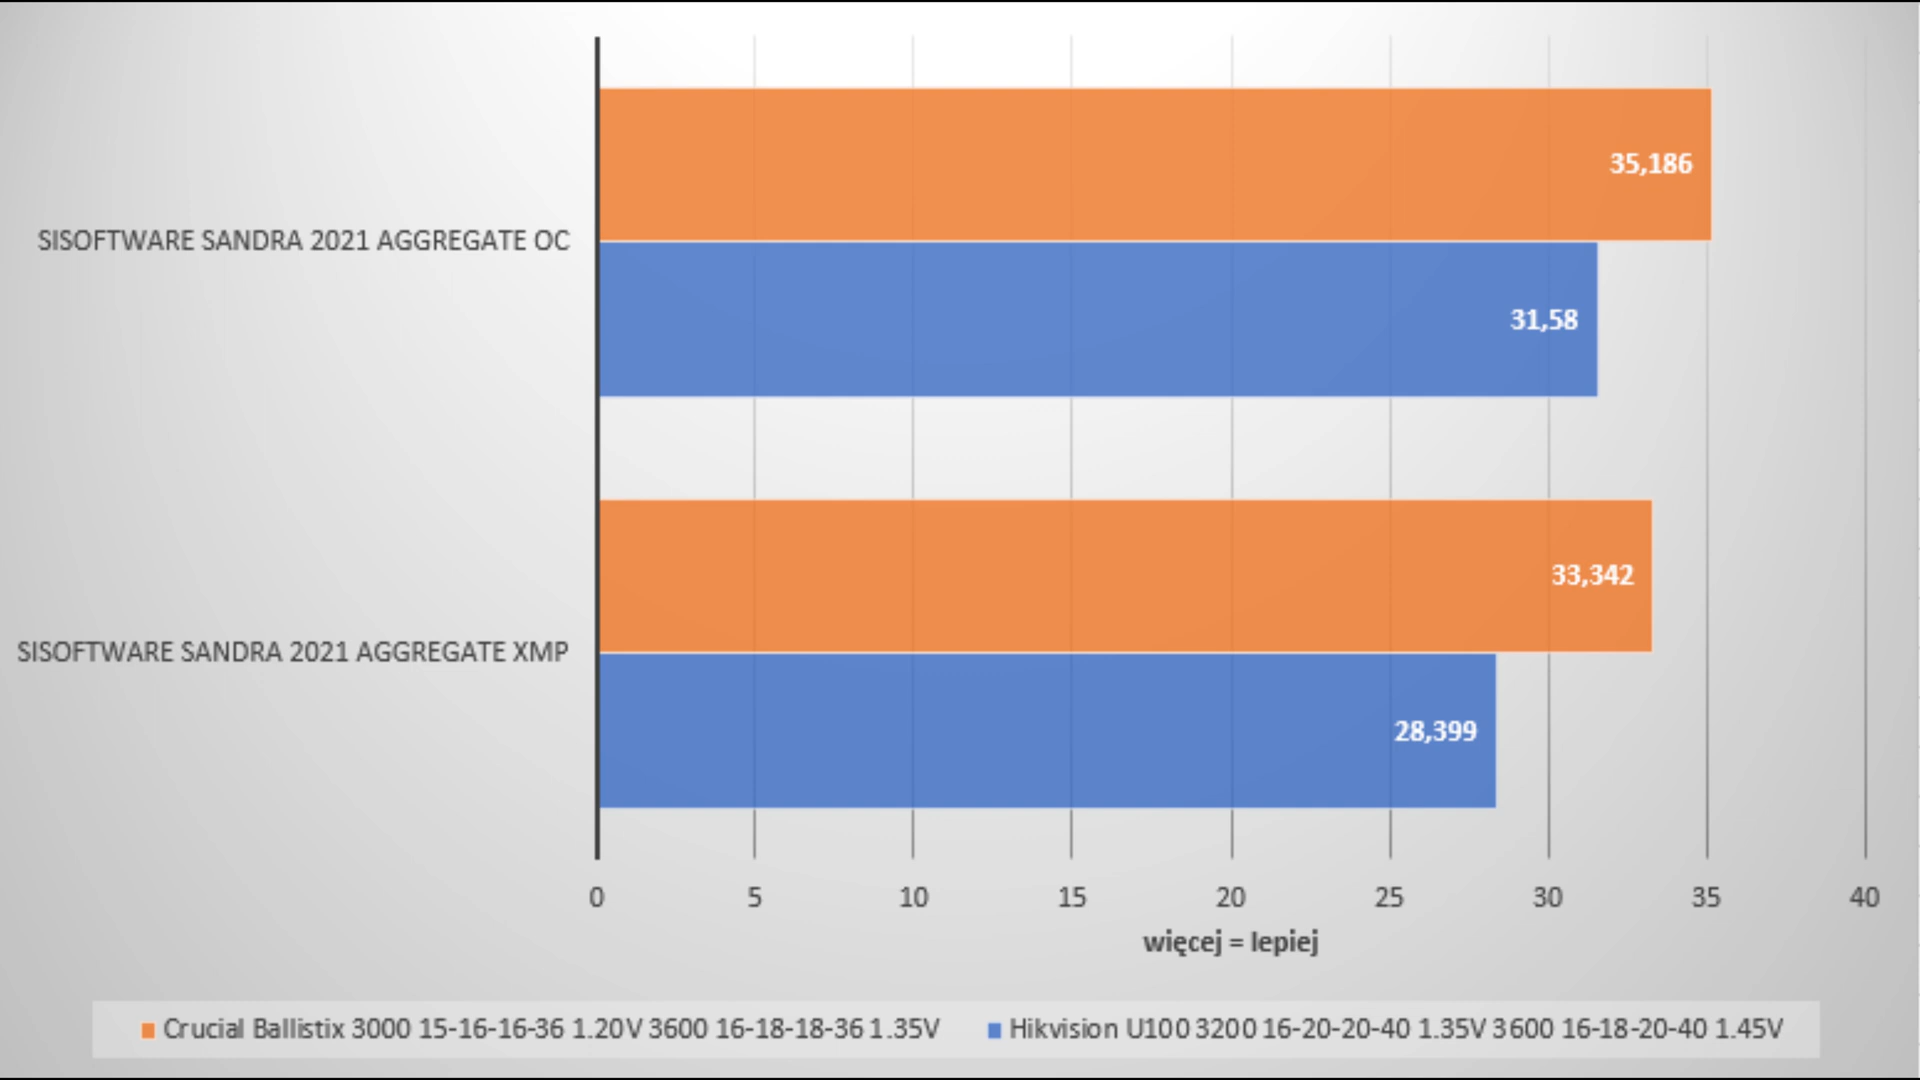 35,186
SISOFTWARE SANDRA 2021 AGGREGATE OC
31,58
33,342
SISOFTWARE SANDRA 2021 AGGREGATE XMP
28,399
0 5 10 15 20 25 30 35 40
więcej = lepiej
Crucial Ballistix 3000 15-16-16-36 1.20V 3600 16-18-18-36 1.35V Hikvision U100 3200 16-20-20-40 1.35V 3600 16-18-20-40 1.45V